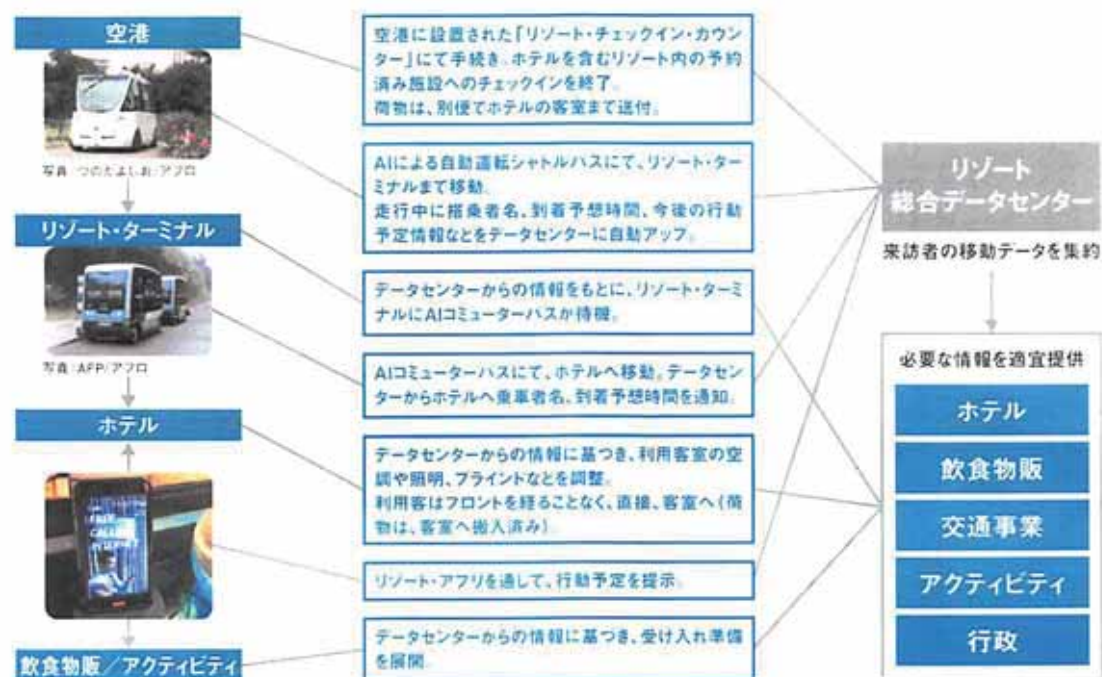 空港
写真:つのだよしお/アフロ
リゾート・ターミナル
写真:AFP/アフロ
ホテル
飲食物販/アクティビティ
空港に設置された「リゾート・チェックイン・カウン
ター」にて手続き。ホテルを含むリゾート内の予約
済み施設へのチェックインを終了。
荷物は、別便でホテルの客室まで送付。
AIによる自動運転シャトルバスにて、リゾート・ター
ミナルまで移動。
走行中に搭乗者名、到着予想時間、今後の行動
予定情報などをデータセンターに自動アップ。
データセンターからの情報をもとに、リゾート・ターミ
ナルにAIコミューターバスが待機。
AIコミューターバスにて、ホテルへ移動。データセン
ターからホテルへ乗車者名、到着予想時間を通知。
データセンターからの情報に基づき、利用客室の空
調や照明、ブラインドなどを調整。
利用客はフロントを経ることなく、直接、客室へ(荷
物は、客室へ搬入済み)。
リゾート・アプリを通して、行動予定を提示。
データセンターからの情報に基づき、受け入れ準備
を展開。
リゾート
総合データセンター
来訪者の移動データを集約
必要な情報を適宜提供
ホテル
飲食物販
交通事業
アクティビティ
行政